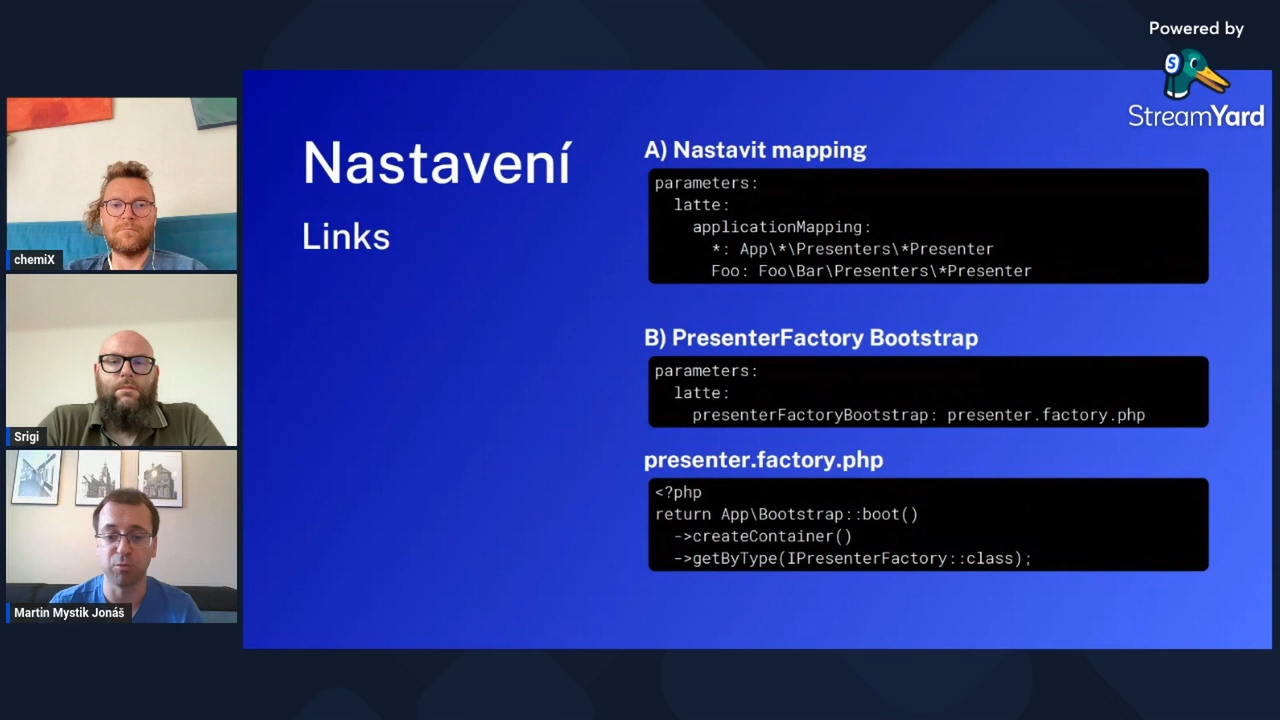 Powered by
StreamYard
chemiX
Srigi
Martin Mystik Jonáš
Nastavení
Links
A) Nastavit mapping
parameters:
  latte:
    applicationMapping:
      *: App\*\Presenters\*Presenter
      Foo: Foo\Bar\Presenters\*Presenter
B) PresenterFactory Bootstrap
parameters:
  latte:
    presenterFactoryBootstrap: presenter.factory.php
presenter.factory.php
<?php
return App\Bootstrap::boot()
  ->createContainer()
  ->getByType(IPresenterFactory::class);